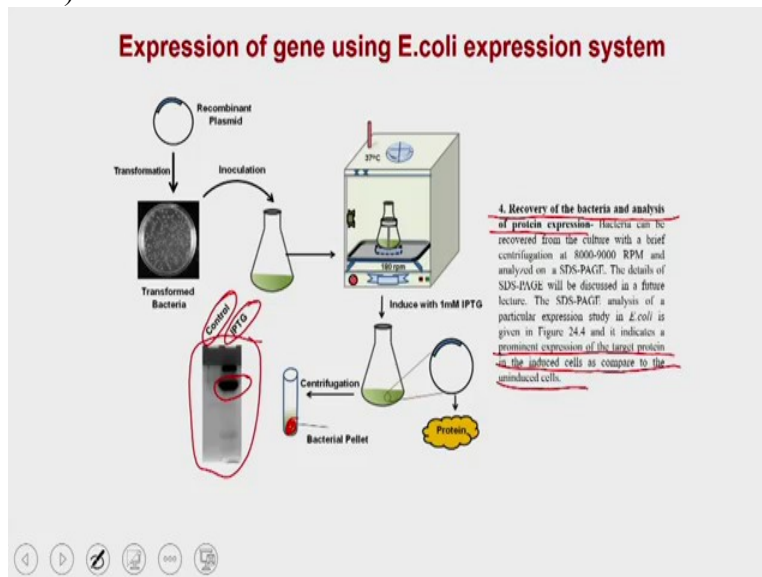 Expression of gene using E.coli expression system
Recombinant
Plasmid
Transformation
Inoculation
37°C
180 rpm
Transformed
Bacteria
Induce with 1mM IPTG
Control
IPTG
Centrifugation
Bacterial Pellet
Protein
4. Recovery of the bacteria and analysis
of protein expression- Bacteria can be
recovered from the culture with a brief
centrifugation at 8000-9000 RPM and
analyzed on a SDS-PAGE. The details of
SDS-PAGE will be discussed in a future
lecture. The SDS-PAGE analysis of a
particular expression study in E.coli is
given in Figure 24.4 and it indicates a
prominent expression of the target protein
in the induced cells as compare to the
uninduced cells.